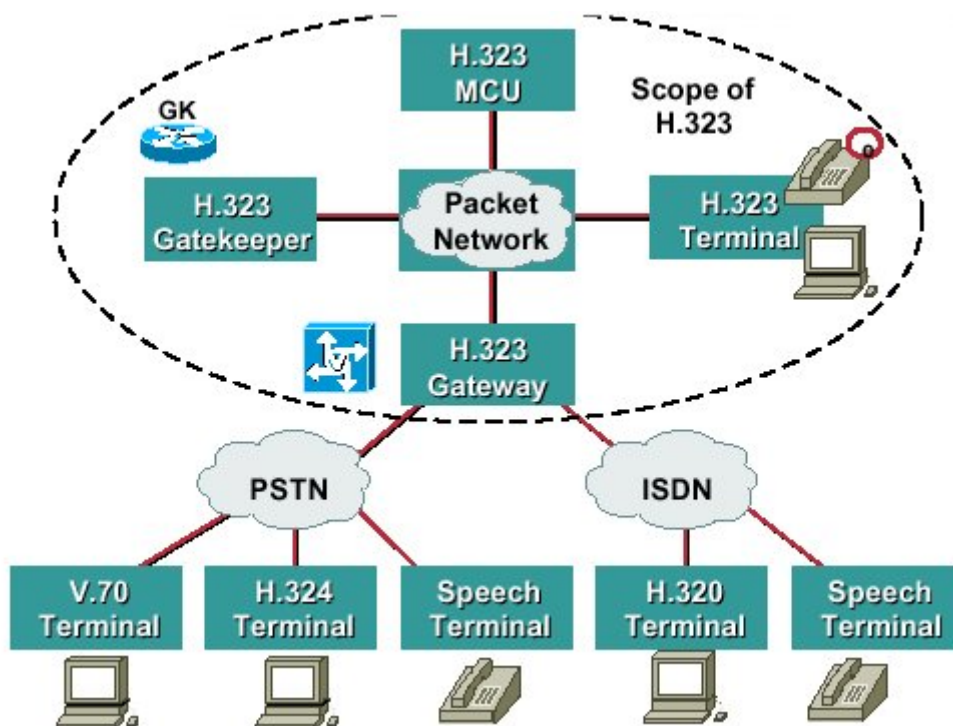 H.323
MCU
Scope of
H.323
GK
H.323
Gatekeeper
Packet
Network
H.323
Terminal
V
H.323
Gateway
PSTN
ISDN
V.70
Terminal
H.324
Terminal
Speech
Terminal
H.320
Terminal
Speech
Terminal